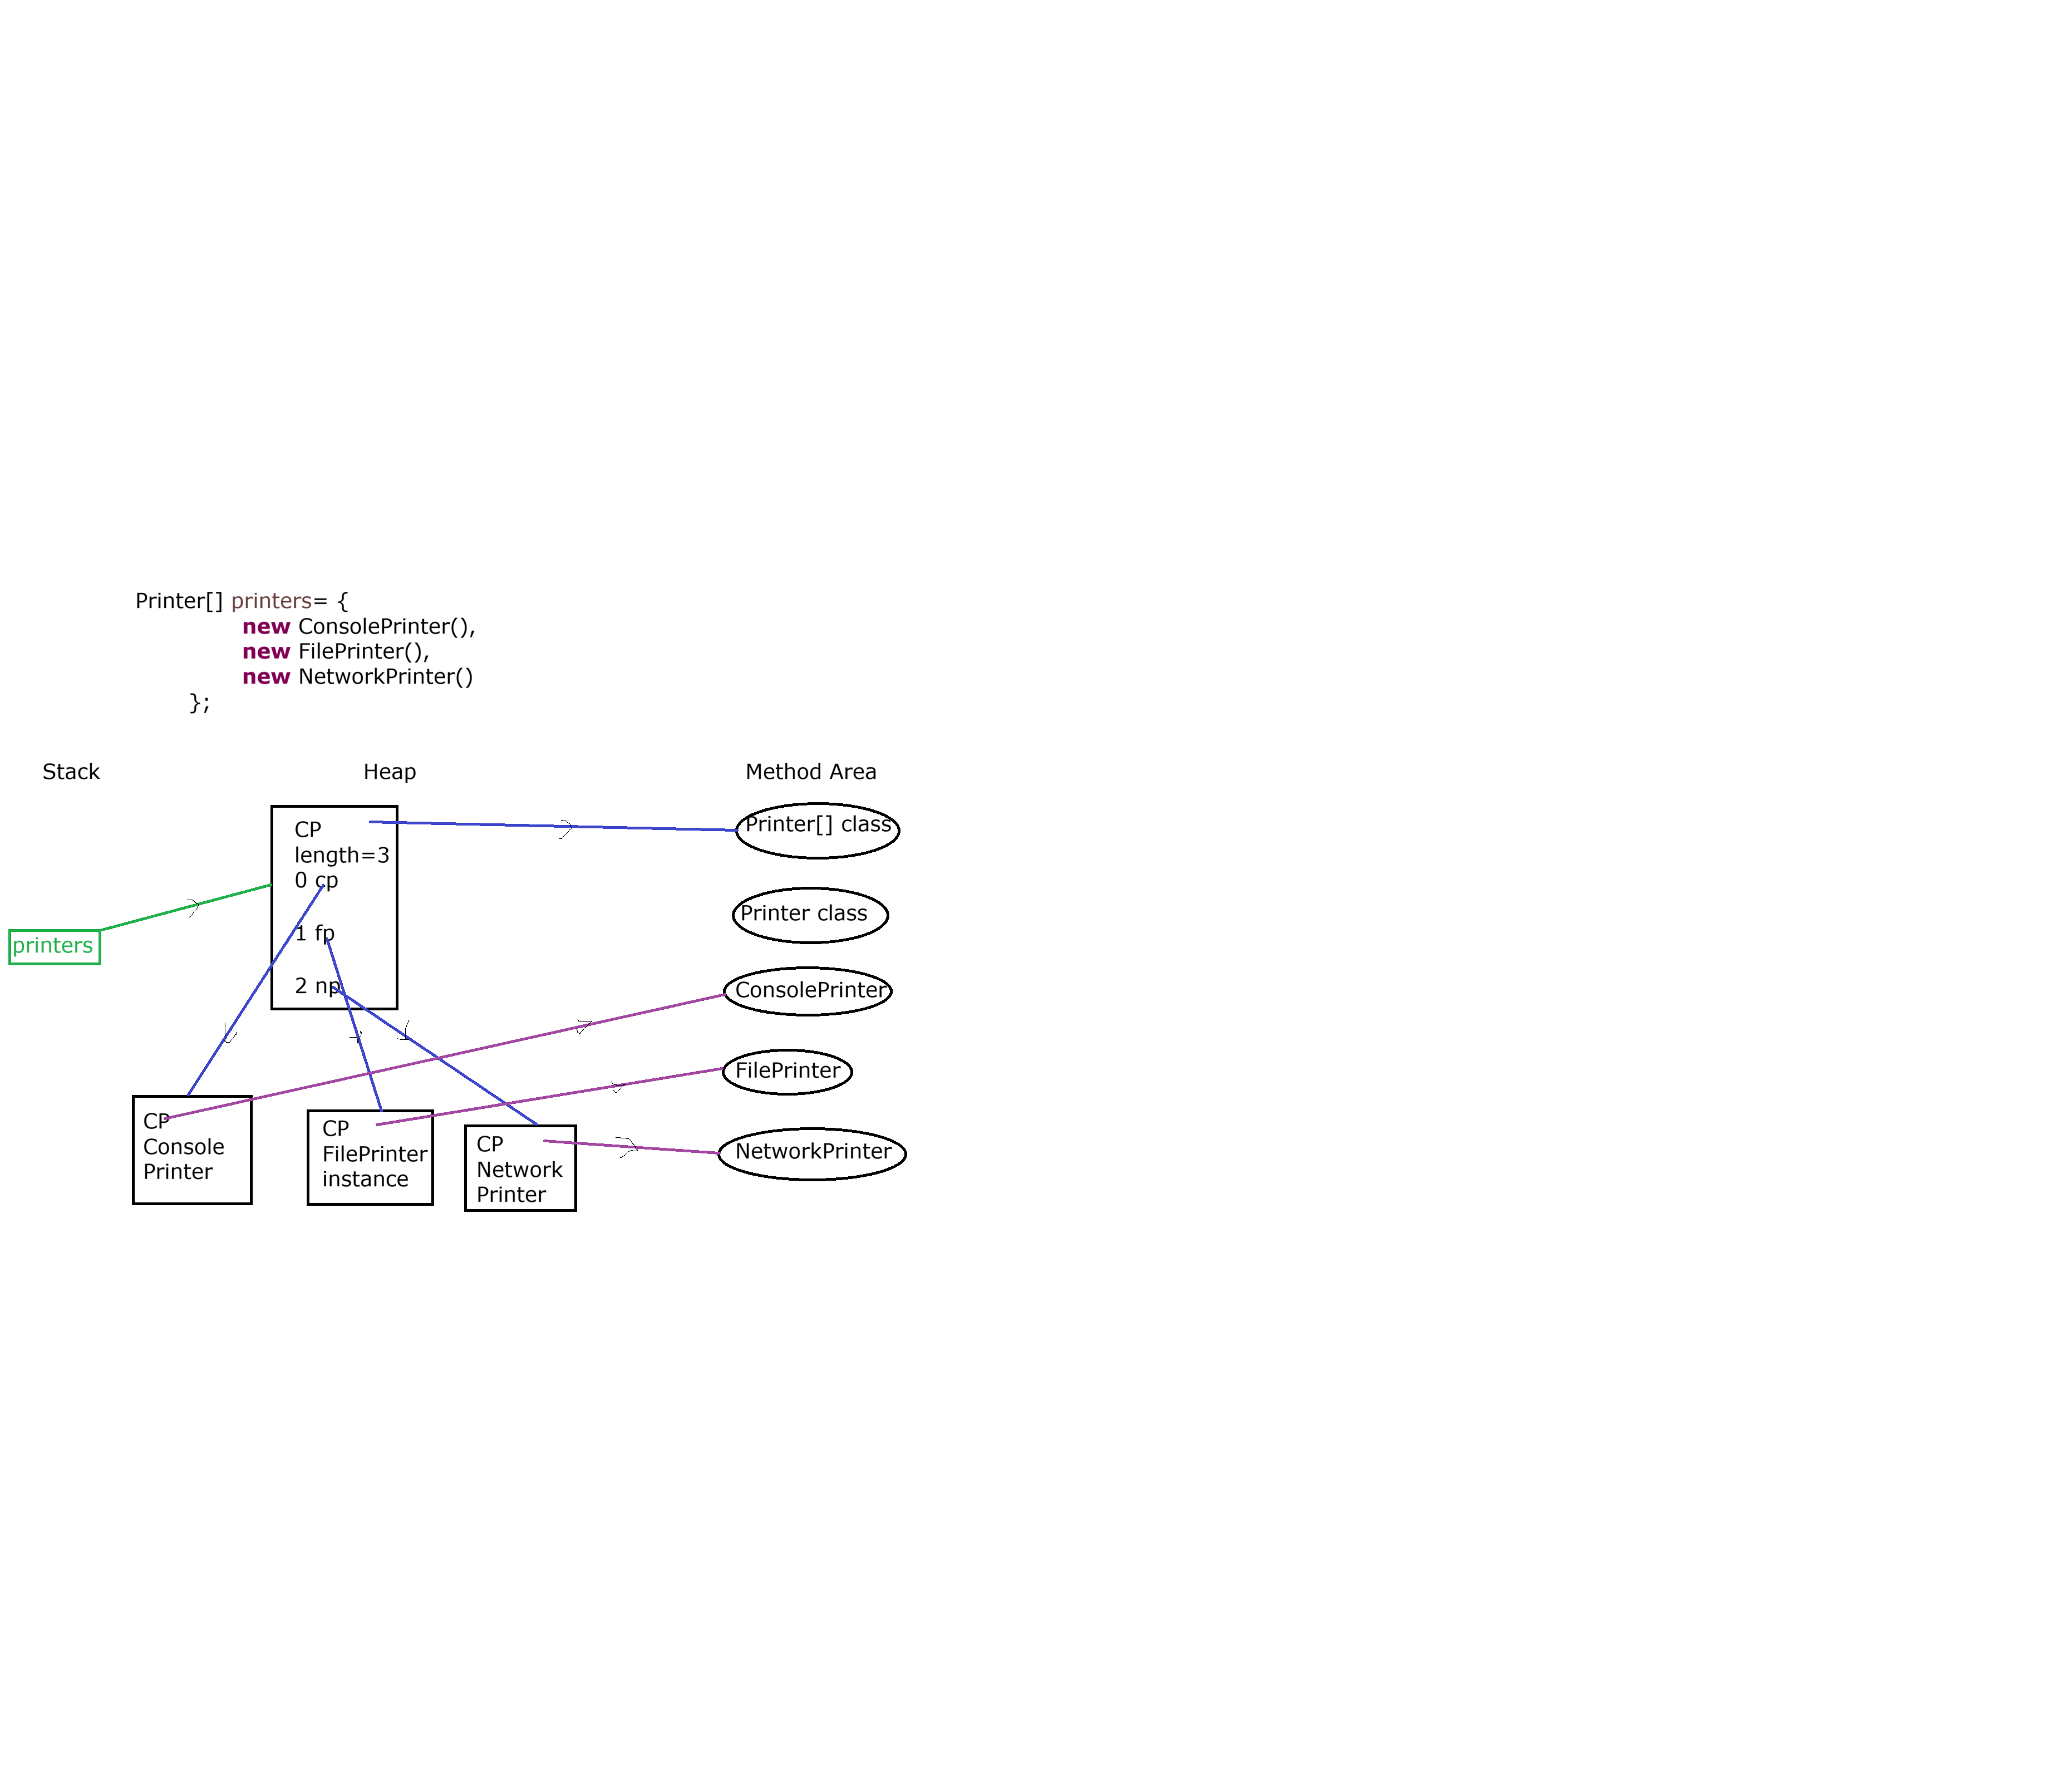 Printer[] printers= {
new ConsolePrinter(),
new FilePrinter(),
new NetworkPrinter()
};
Stack
Heap
Method Area
printers
CP
length=3
0 cp
1 fp
2 np
Printer[] class
Printer class
ConsolePrinter
FilePrinter
NetworkPrinter
CP
Console
Printer
CP
FilePrinter
instance
CP
Network
Printer